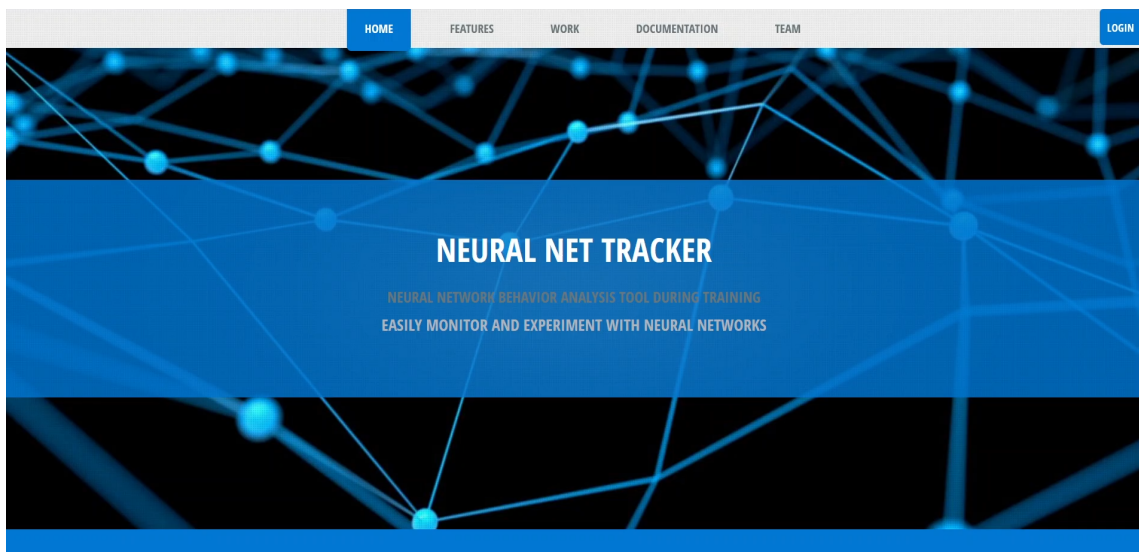 HOME
FEATURES
WORK
DOCUMENTATION
TEAM
LOGIN
NEURAL NET TRACKER
NEURAL NETWORK BEHAVIOR ANALYSIS TOOL DURING TRAINING
EASILY MONITOR AND EXPERIMENT WITH NEURAL NETWORKS